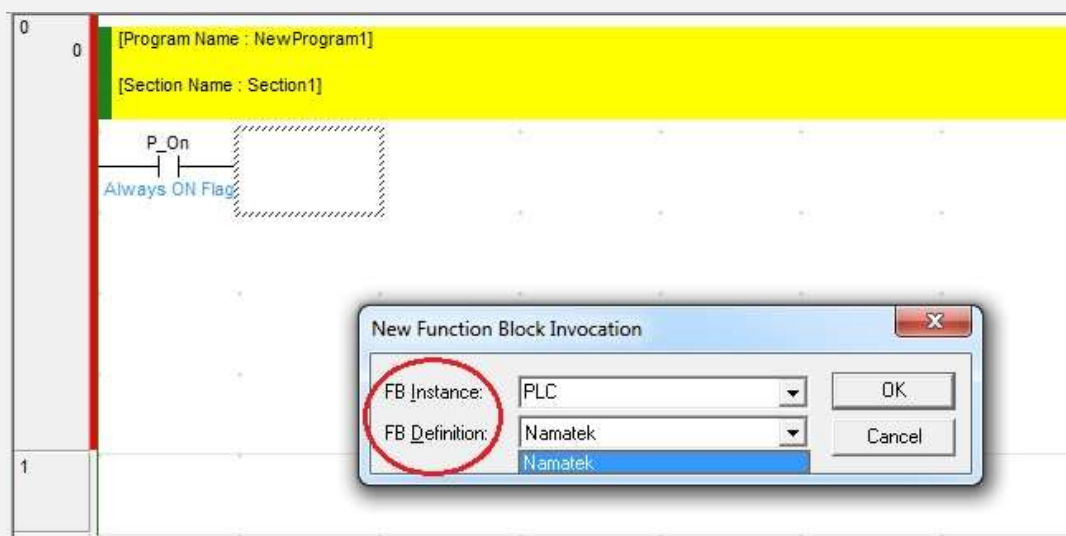 0
0
[Program Name : NewProgram1]
[Section Name : Section1]
P_On
Always ON Flag
New Function Block Invocation
FB Instance: PLC OK
FB Definition: Namatek Cancel
Namatek
1